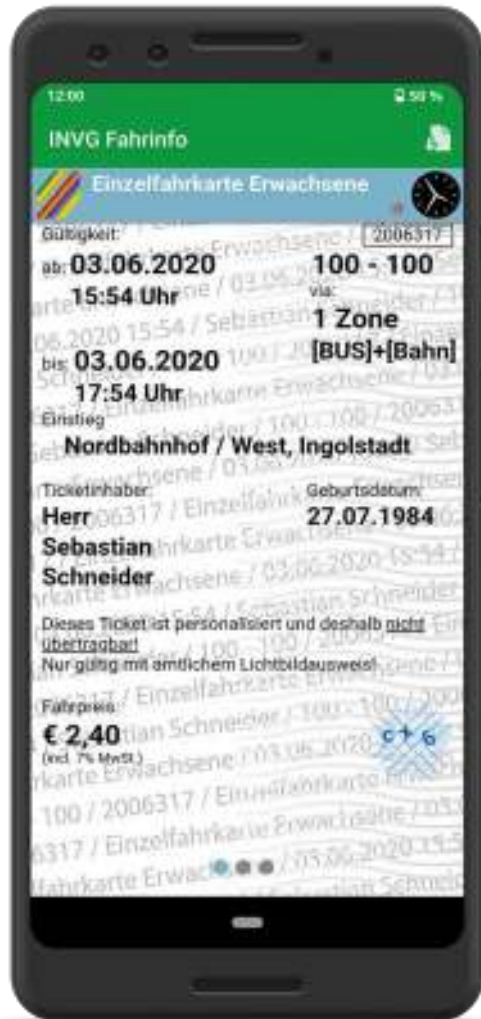 12:00 50 %
INVG Fahrinfo
Einzelfahrkarte Erwachsene
Gültigkeit: 2006317
ab: 03.06.2020 100 - 100
15:54 Uhr via:
1 Zone
bis: 03.06.2020 [BUS]+[Bahn]
17:54 Uhr
Einstieg
Nordbahnhof / West, Ingolstadt
Ticketinhaber: Geburtsdatum:
Herr 27.07.1984
Sebastian
Schneider
Dieses Ticket ist personalisiert und deshalb nicht
übertragbar!
Nur gültig mit amtlichem Lichtbildausweis!
Fahrpreis
€ 2,40 c + 6
(incl. 7% MwSt.)